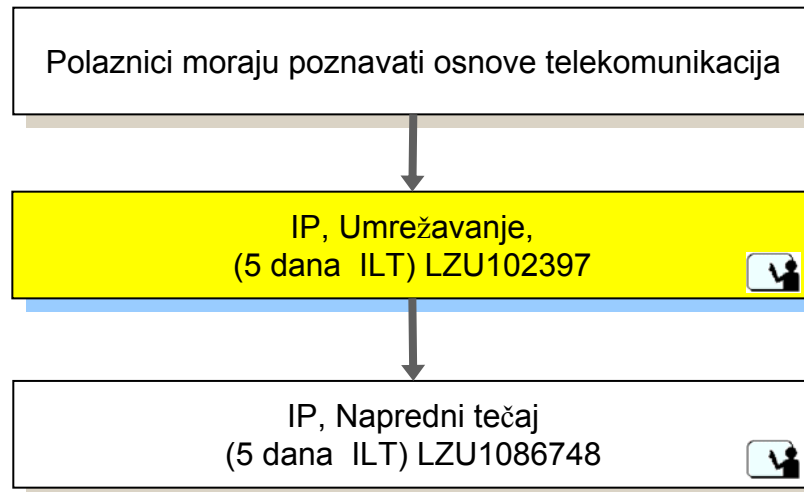 Polaznici moraju poznavati osnove telekomunikacija
IP, Umrežavanje,
(5 dana ILT) LZU102397
IP, Napredni tečaj
(5 dana ILT) LZU1086748